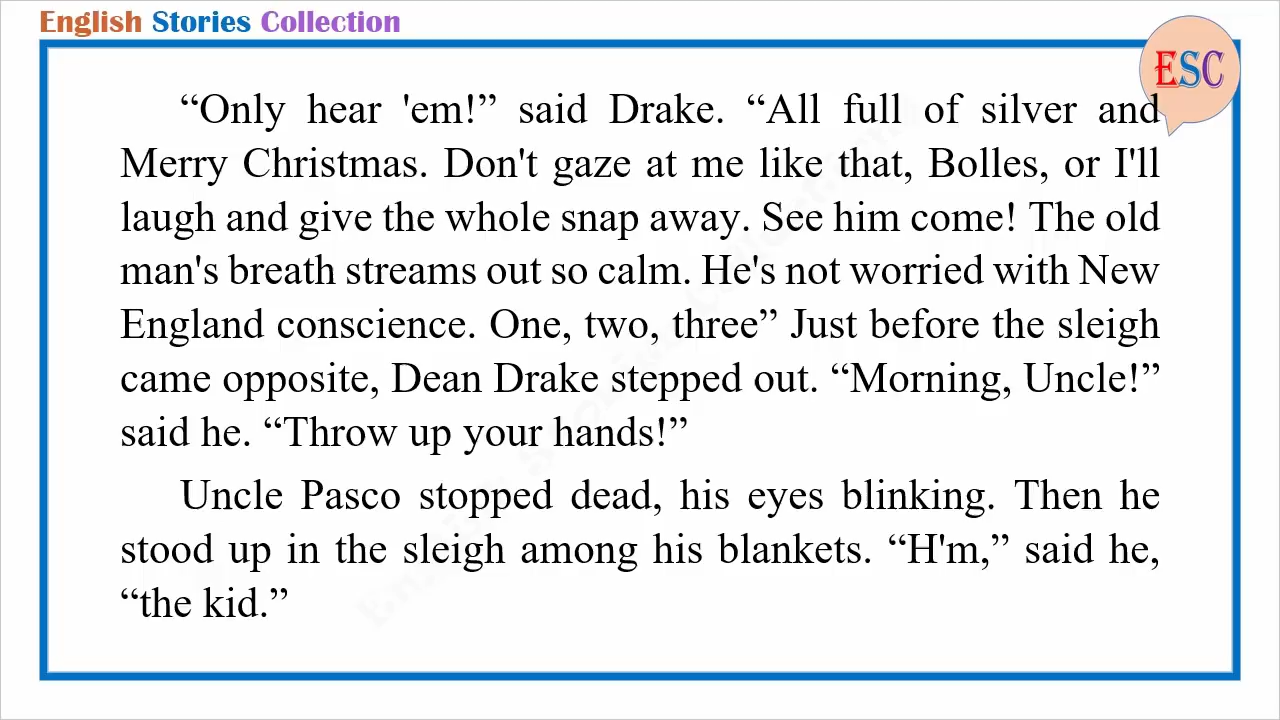 English Stories Collection
ESC
“Only hear 'em!” said Drake. “All full of silver and
Merry Christmas. Don't gaze at me like that, Bolles, or I'll
laugh and give the whole snap away. See him come! The old
man's breath streams out so calm. He's not worried with New
England conscience. One, two, three” Just before the sleigh
came opposite, Dean Drake stepped out. “Morning, Uncle!”
said he. “Throw up your hands!”
Uncle Pasco stopped dead, his eyes blinking. Then he
stood up in the sleigh among his blankets. “H'm,” said he,
“the kid.”